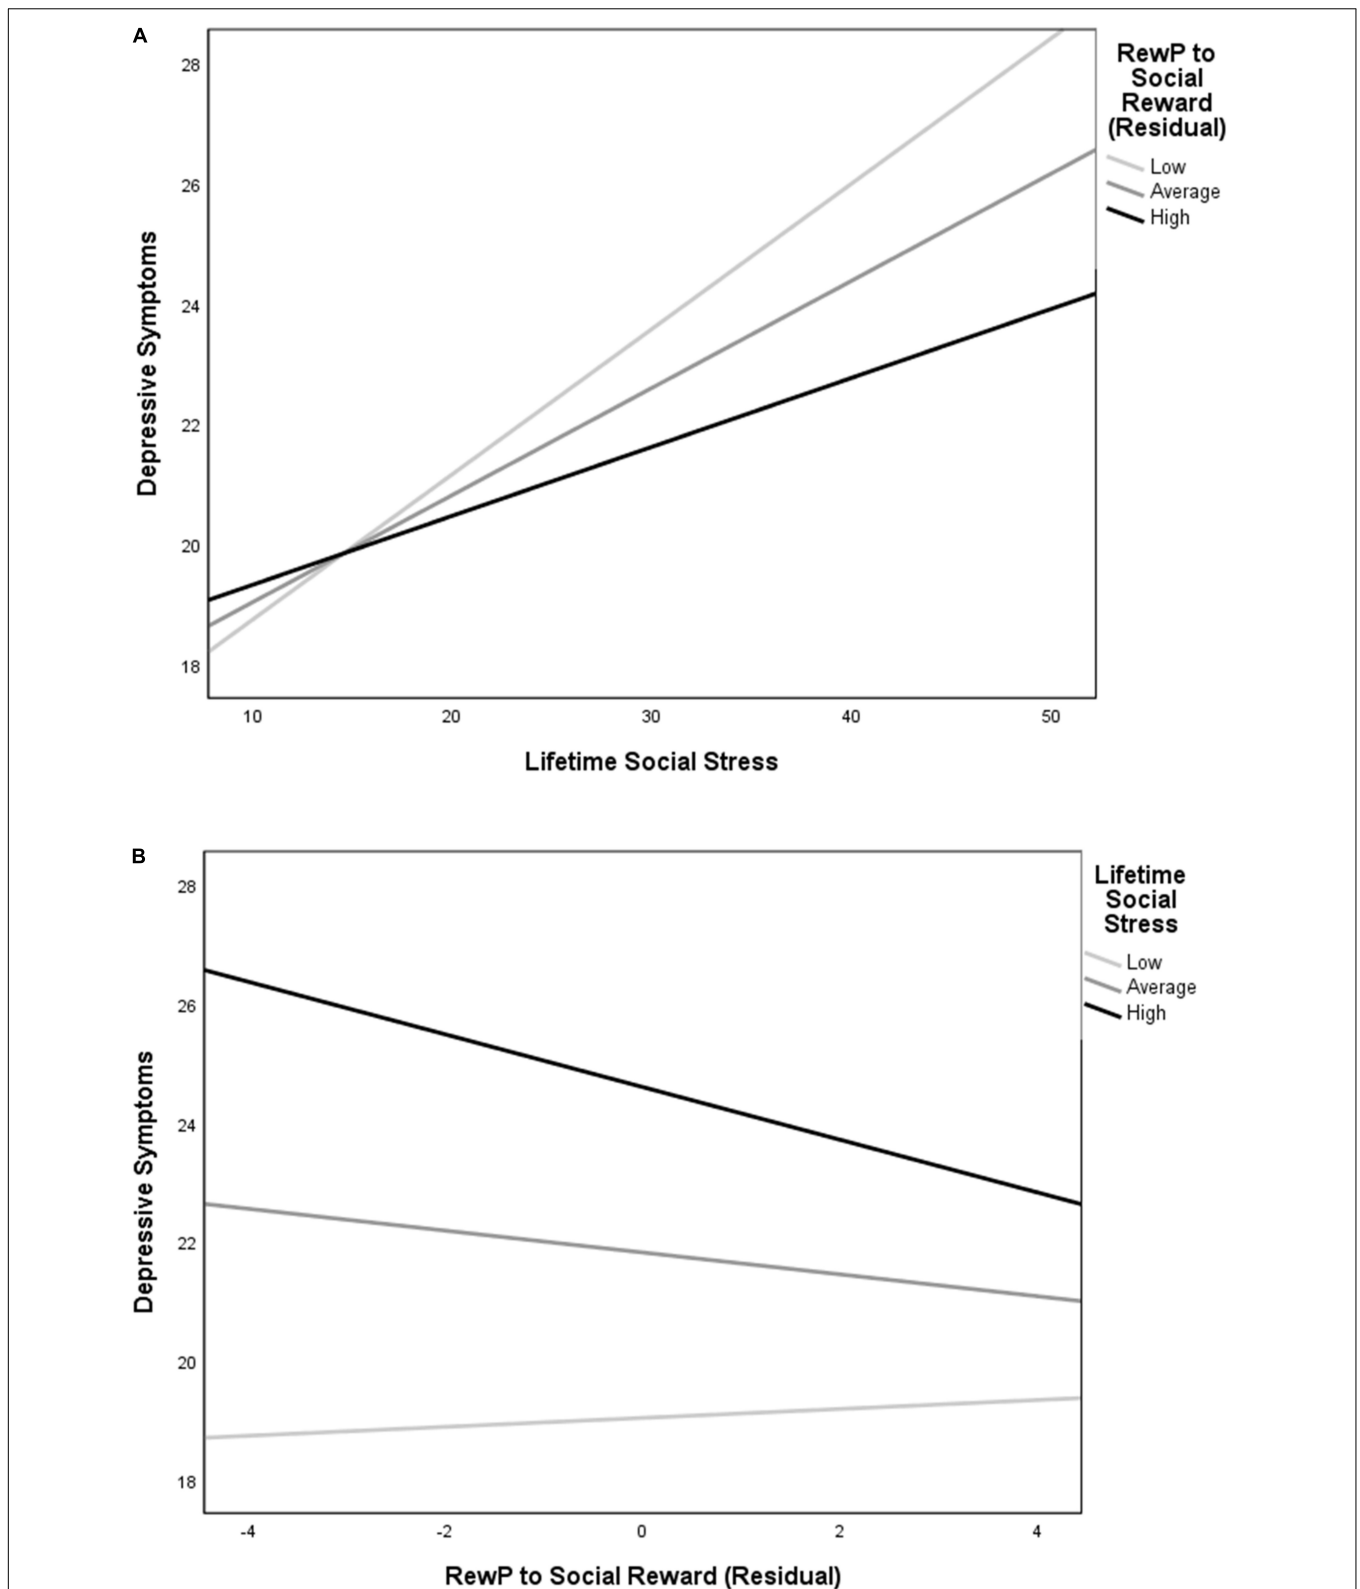 A
RewP to
Social
Reward
(Residual)
Low
Average
High
28
26
24
22
20
18
Depressive Symptoms
10 20 30 40 50
Lifetime Social Stress
B
Lifetime
Social
Stress
Low
Average
High
28
26
24
22
20
18
Depressive Symptoms
-4 -2 0 2 4
RewP to Social Reward (Residual)